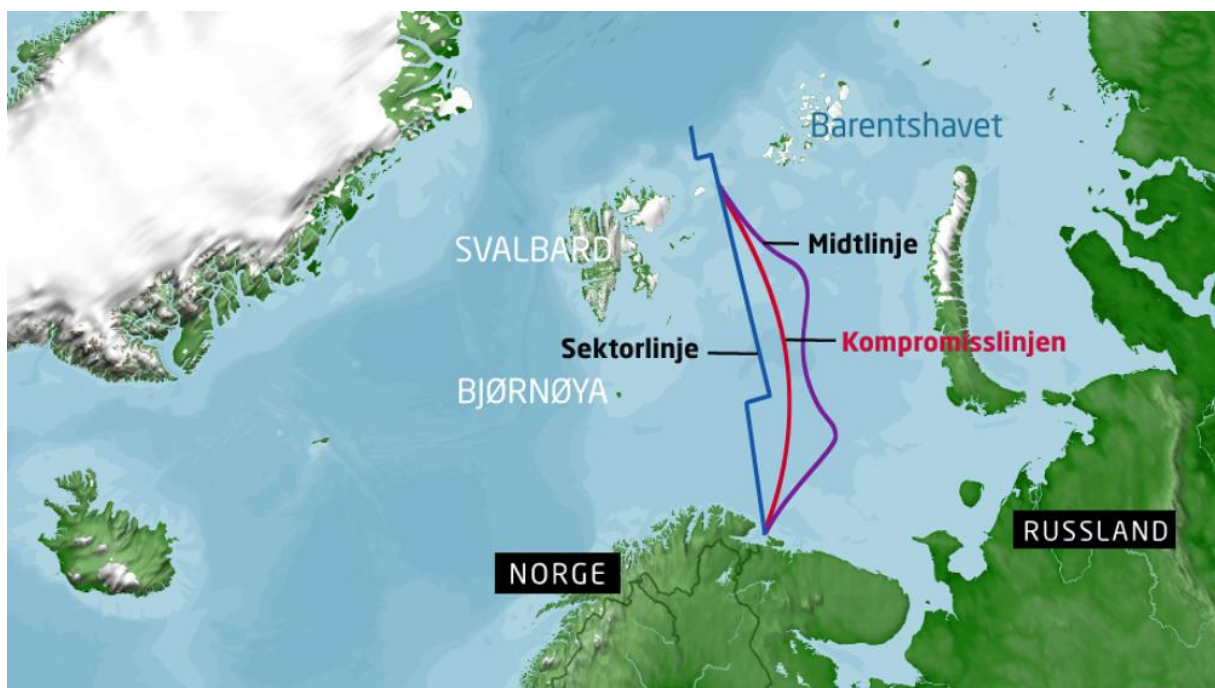 Barentshavet
SVALBARD
Midtlinje
Sektorlinje
Kompromisslinjen
BJØRNØYA
RUSSLAND
NORGE